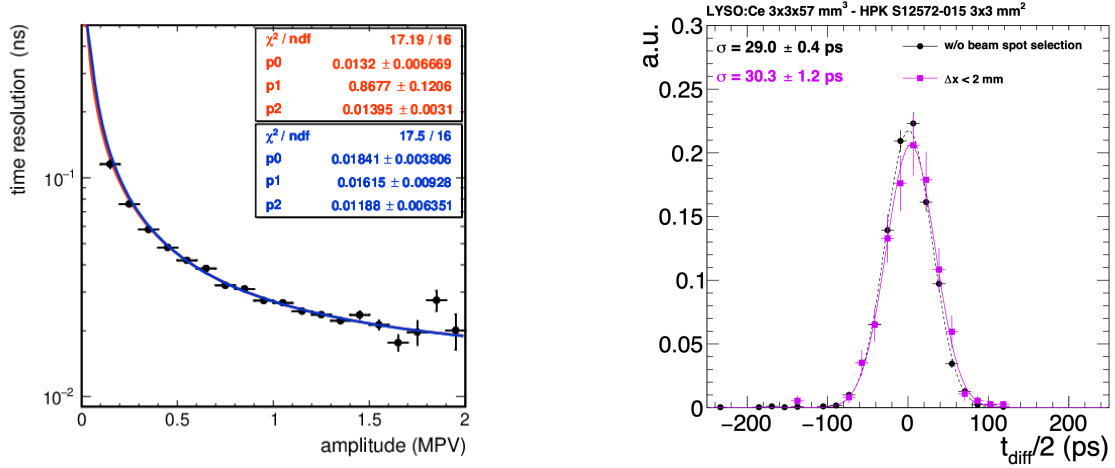 time resolution (ns)
10⁻¹
10⁻²
χ² / ndf 17.19 / 16
p0 0.0132 ± 0.006669
p1 0.8677 ± 0.1206
p2 0.01395 ± 0.0031
χ² / ndf 17.5 / 16
p0 0.01841 ± 0.003806
p1 0.01615 ± 0.00928
p2 0.01188 ± 0.006351
0 0.5 1 1.5 2
amplitude (MPV)
LYSO:Ce 3x3x57 mm³ - HPK S12572-015 3x3 mm²
a.u.
σ = 29.0 ± 0.4 ps
σ = 30.3 ± 1.2 ps
w/o beam spot selection
Δx < 2 mm
0.3
0.25
0.2
0.15
0.1
0.05
0
−200 −100 0 100 200
t_diff/2 (ps)